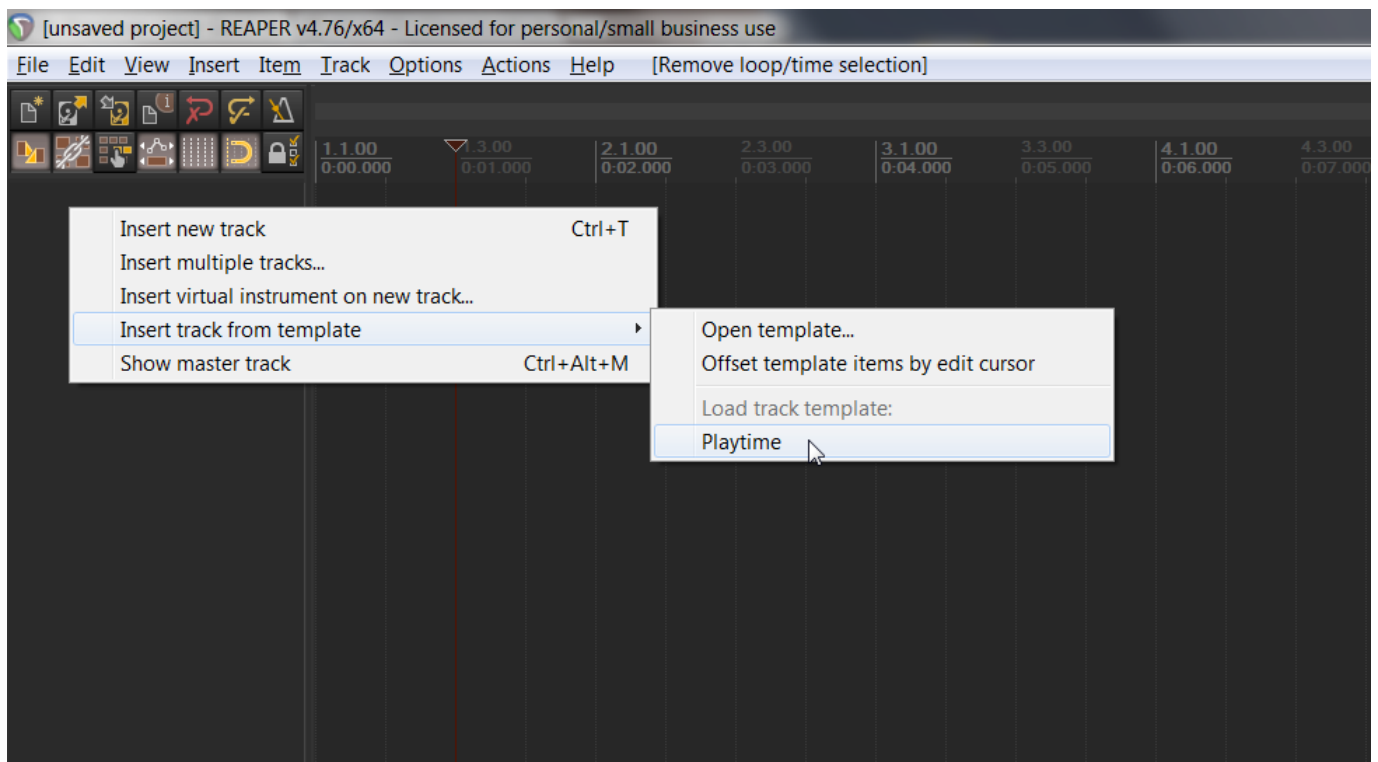 [unsaved project] - REAPER v4.76/x64 - Licensed for personal/small business use
File Edit View Insert Item Track Options Actions Help [Remove loop/time selection]
1.1.00 1.3.00 2.1.00 2.3.00 3.1.00 3.3.00 4.1.00 4.3.00
0:00.000 0:01.000 0:02.000 0:03.000 0:04.000 0:05.000 0:06.000 0:07.000
Insert new track Ctrl+T
Insert multiple tracks...
Insert virtual instrument on new track...
Insert track from template
Show master track Ctrl+Alt+M
Open template...
Offset template items by edit cursor
Load track template:
Playtime